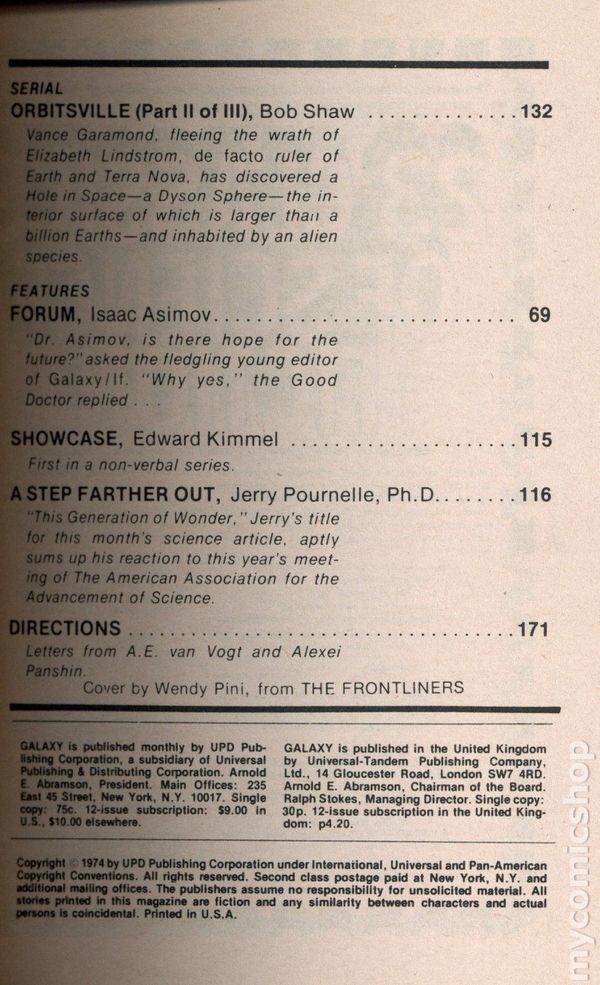 SERIAL
ORBITSVILLE (Part II of III), Bob Shaw ..............132
Vance Garamond, fleeing the wrath of
Elizabeth Lindstrom, de facto ruler of
Earth and Terra Nova, has discovered a
Hole in Space—a Dyson Sphere—the in-
terior surface of which is larger than a
billion Earths—and inhabited by an alien
species.
FEATURES
FORUM, Isaac Asimov............................ 69
"Dr. Asimov, is there hope for the
future?" asked the fledgling young editor
of Galaxy/If. "Why yes," the Good
Doctor replied . . .
SHOWCASE, Edward Kimmel .....................115
First in a non-verbal series.
A STEP FARTHER OUT, Jerry Pournelle, Ph.D........116
"This Generation of Wonder," Jerry's title
for this month's science article, aptly
sums up his reaction to this year's meet-
ing of The American Association for the
Advancement of Science.
DIRECTIONS ....................................171
Letters from A.E. van Vogt and Alexei
Panshin.
Cover by Wendy Pini, from THE FRONTLINERS
GALAXY is published monthly by UPD Pub-
lishing Corporation, a subsidiary of Universal
Publishing & Distributing Corporation. Arnold
E. Abramson, President. Main Offices: 235
East 45 Street, New York, N.Y. 10017. Single
copy: 75c. 12-issue subscription: $9.00 in
U.S., $10.00 elsewhere.
GALAXY is published in the United Kingdom
by Universal-Tandem Publishing Company,
Ltd., 14 Gloucester Road, London SW7 4RD.
Arnold E. Abramson, Chairman of the Board.
Ralph Stokes, Managing Director. Single copy:
30p. 12-issue subscription in the United King-
dom: p4.20.
Copyright © 1974 by UPD Publishing Corporation under International, Universal and Pan-American
Copyright Conventions. All rights reserved. Second class postage paid at New York, N.Y. and
additional mailing offices. The publishers assume no responsibility for unsolicited material. All
stories printed in this magazine are fiction and any similarity between characters and actual
persons is coincidental. Printed in U.S.A.
mycomicshop